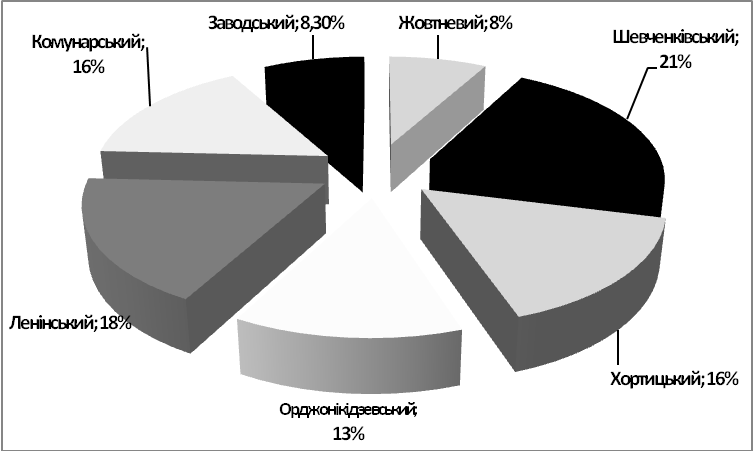 Заводський; 8,30%
Жовтневий; 8%
Шевченківський;
21%
Комунарський;
16%
Ленінський; 18%
Хортицький; 16%
Орджонікідзевський;
13%